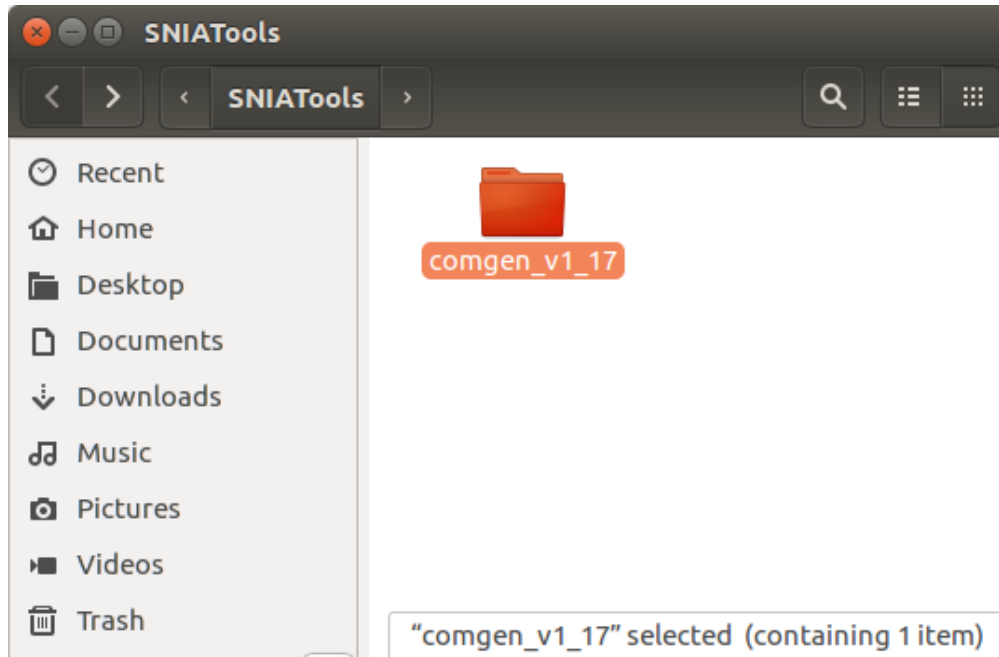 SNIATools
SNIATools
Recent
Home
Desktop
Documents
Downloads
Music
Pictures
Videos
Trash
comgen_v1_17
“comgen_v1_17” selected (containing 1 item)